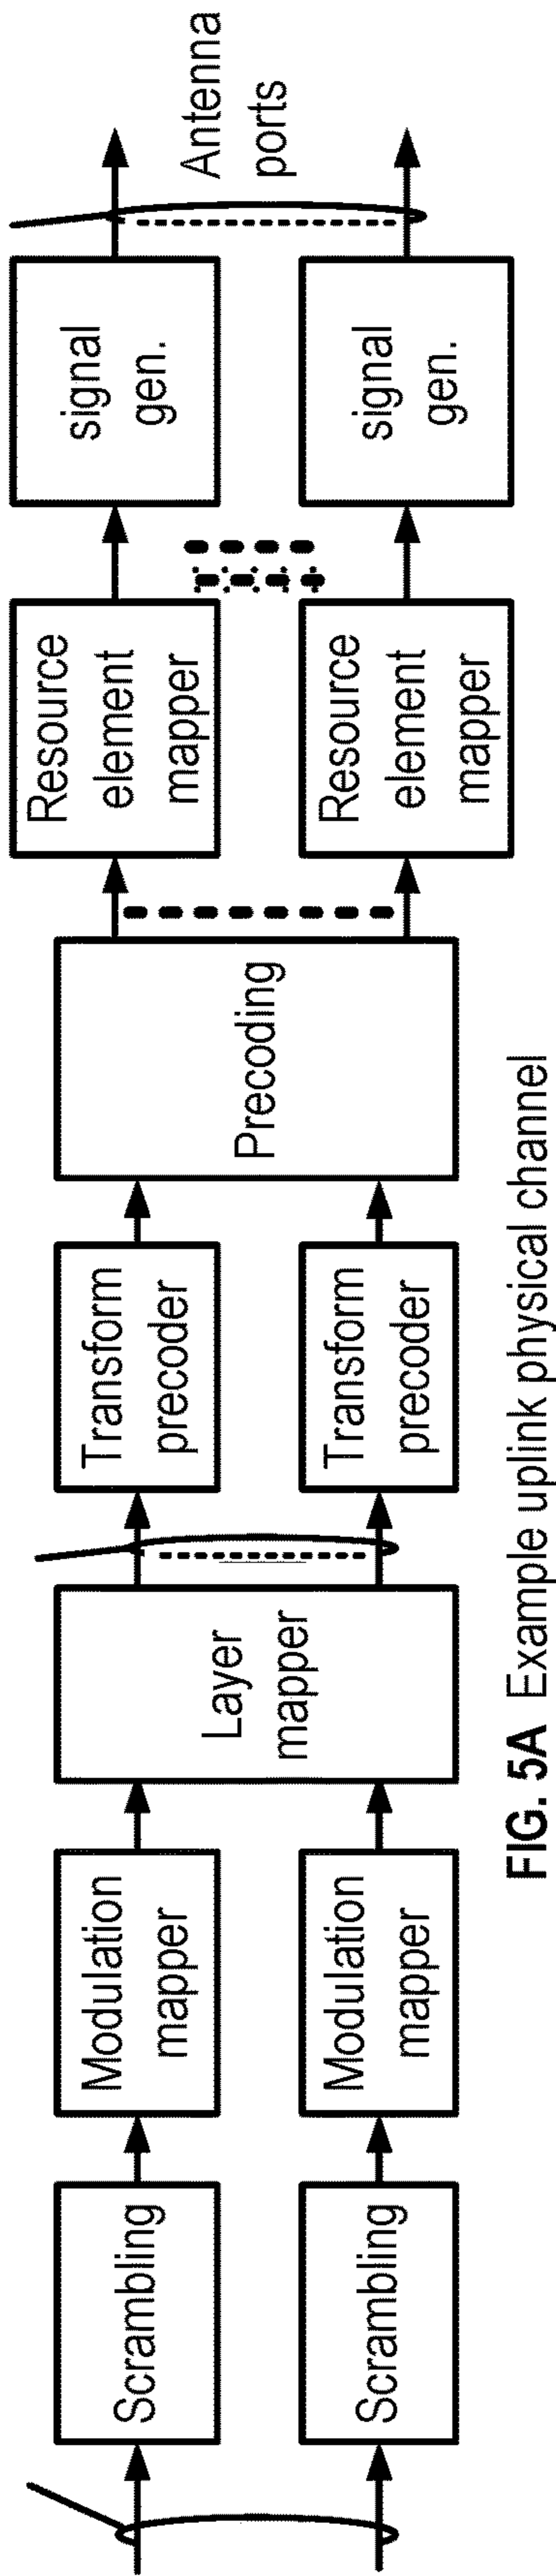 Scrambling
Scrambling
Modulation
mapper
Modulation
mapper
Layer
mapper
Transform
precoder
Transform
precoder
Precoding
Resource
element
mapper
Resource
element
mapper
signal
gen.
signal
gen.
Antenna
ports
FIG. 5A Example uplink physical channel